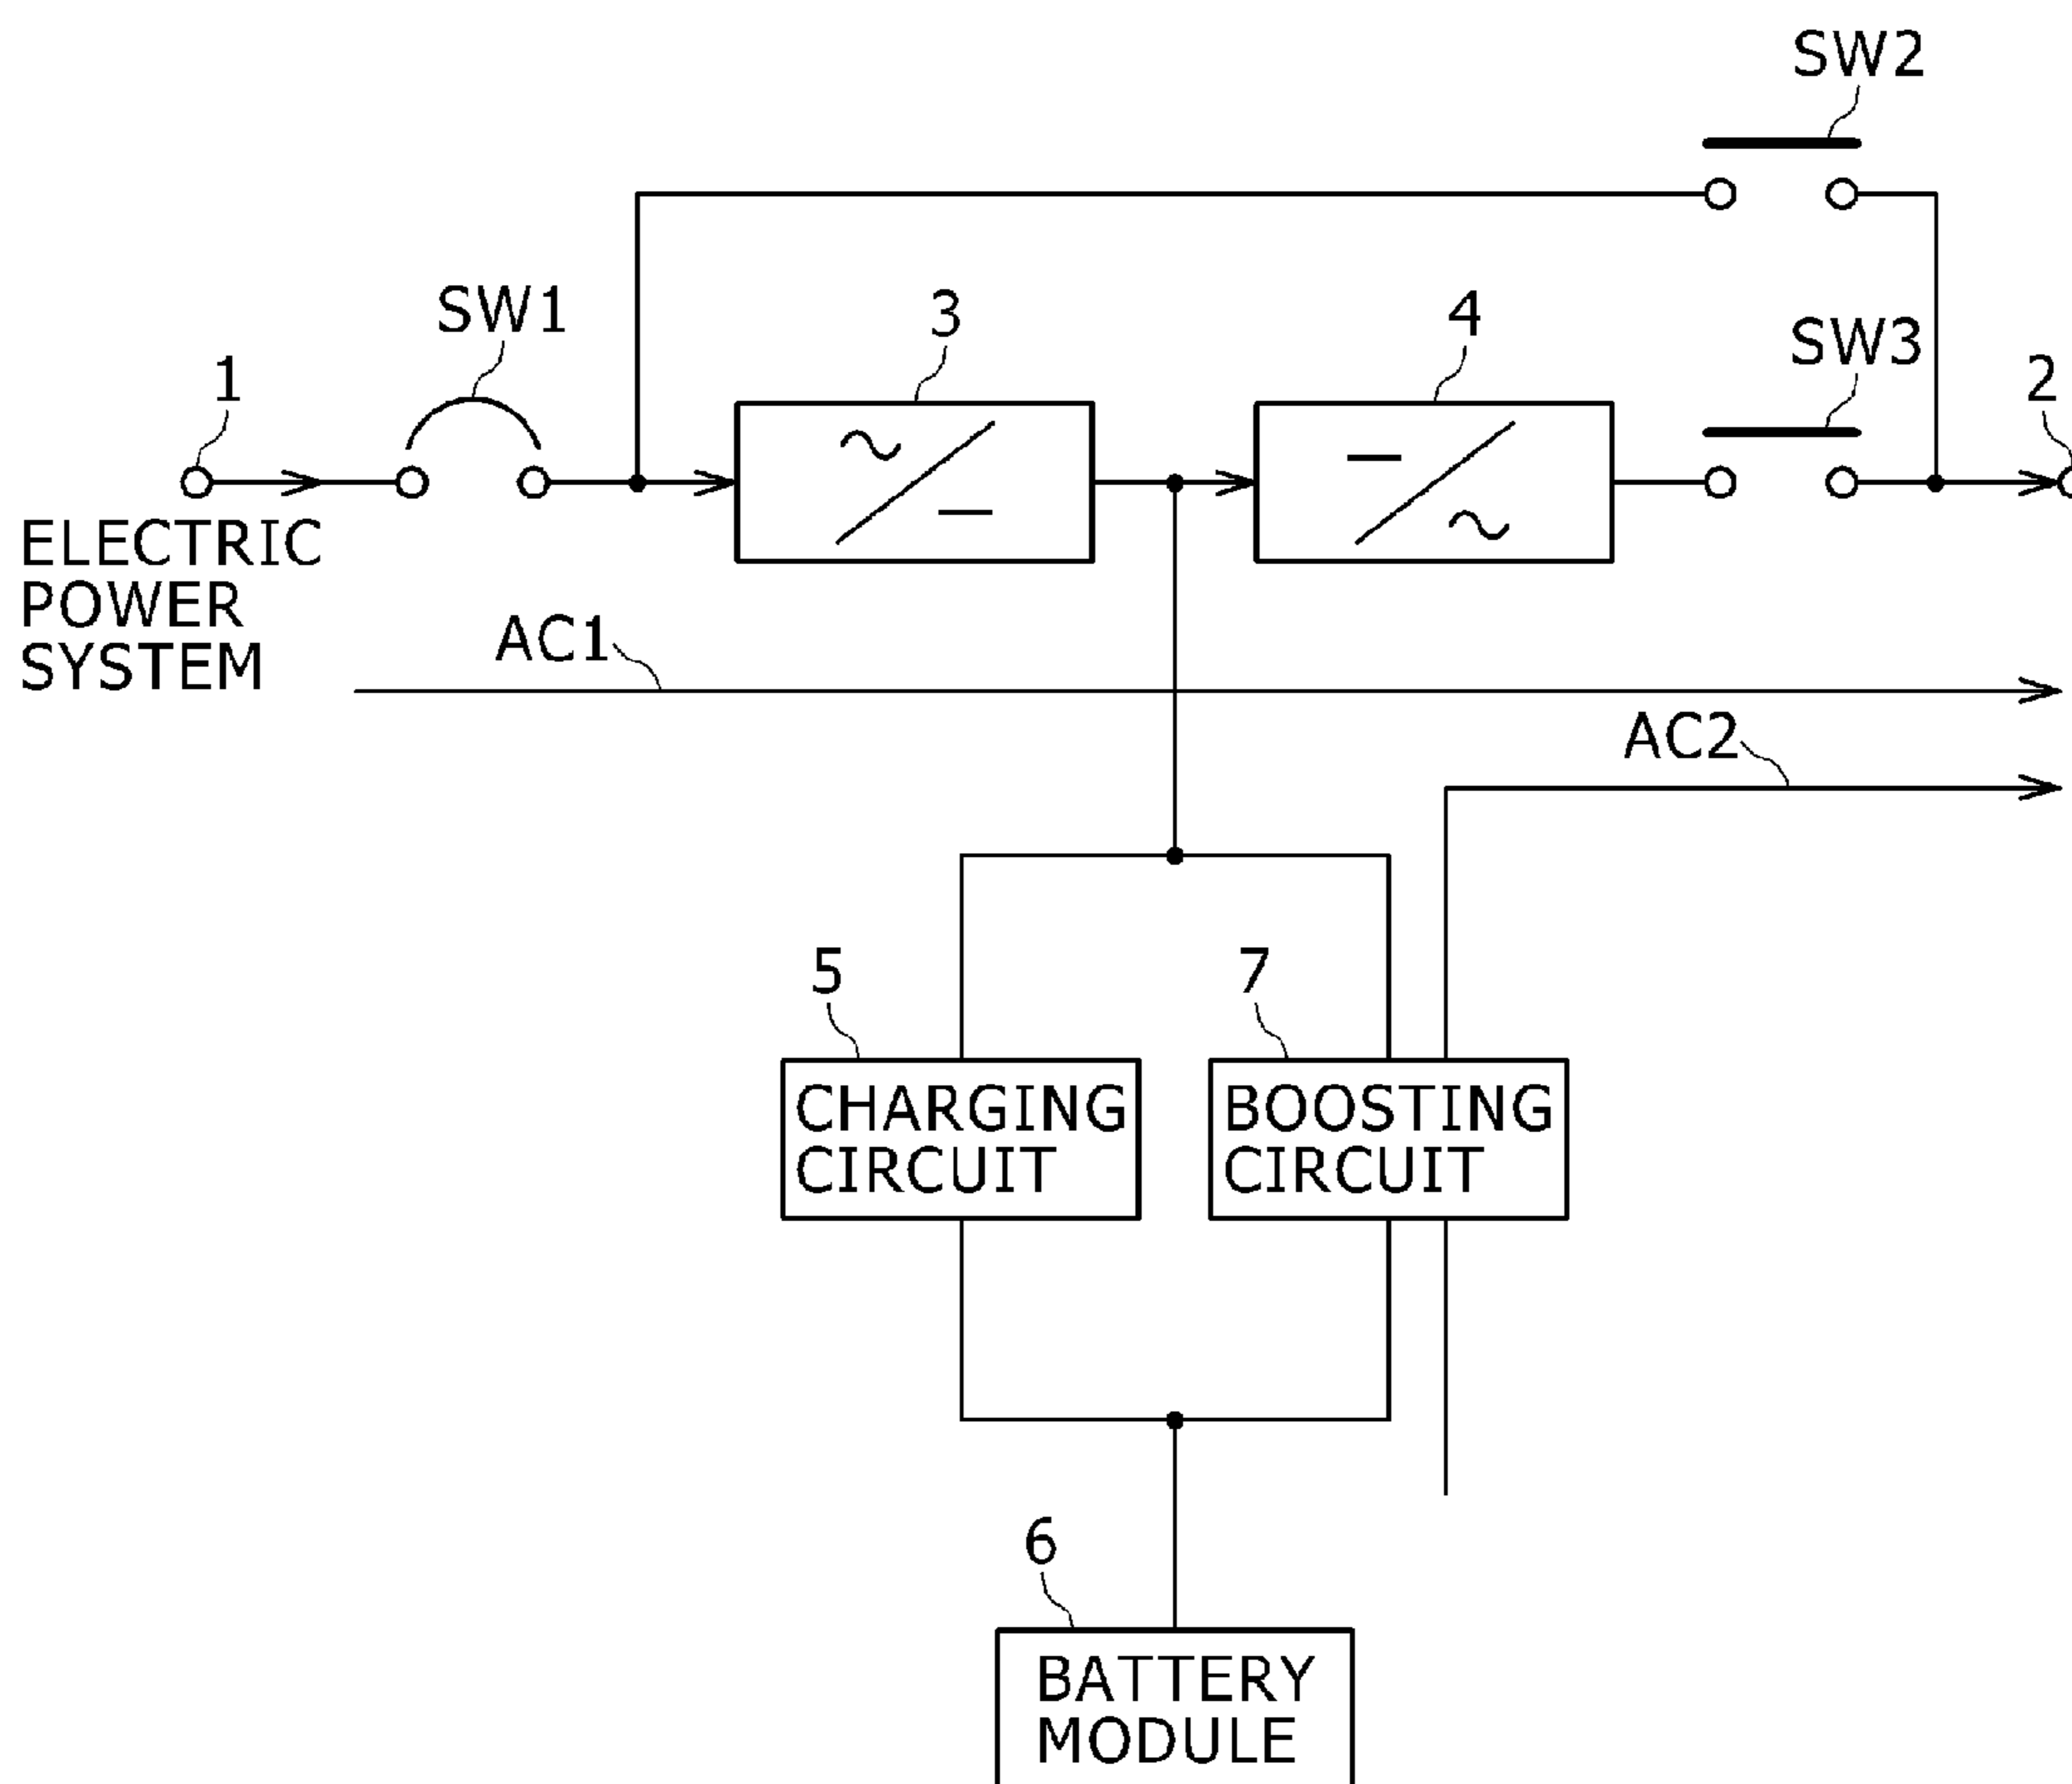 SW2
SW1
3
4
SW3
1
2
ELECTRIC
POWER
SYSTEM
AC1
AC2
5
7
CHARGING
CIRCUIT
BOOSTING
CIRCUIT
6
BATTERY
MODULE